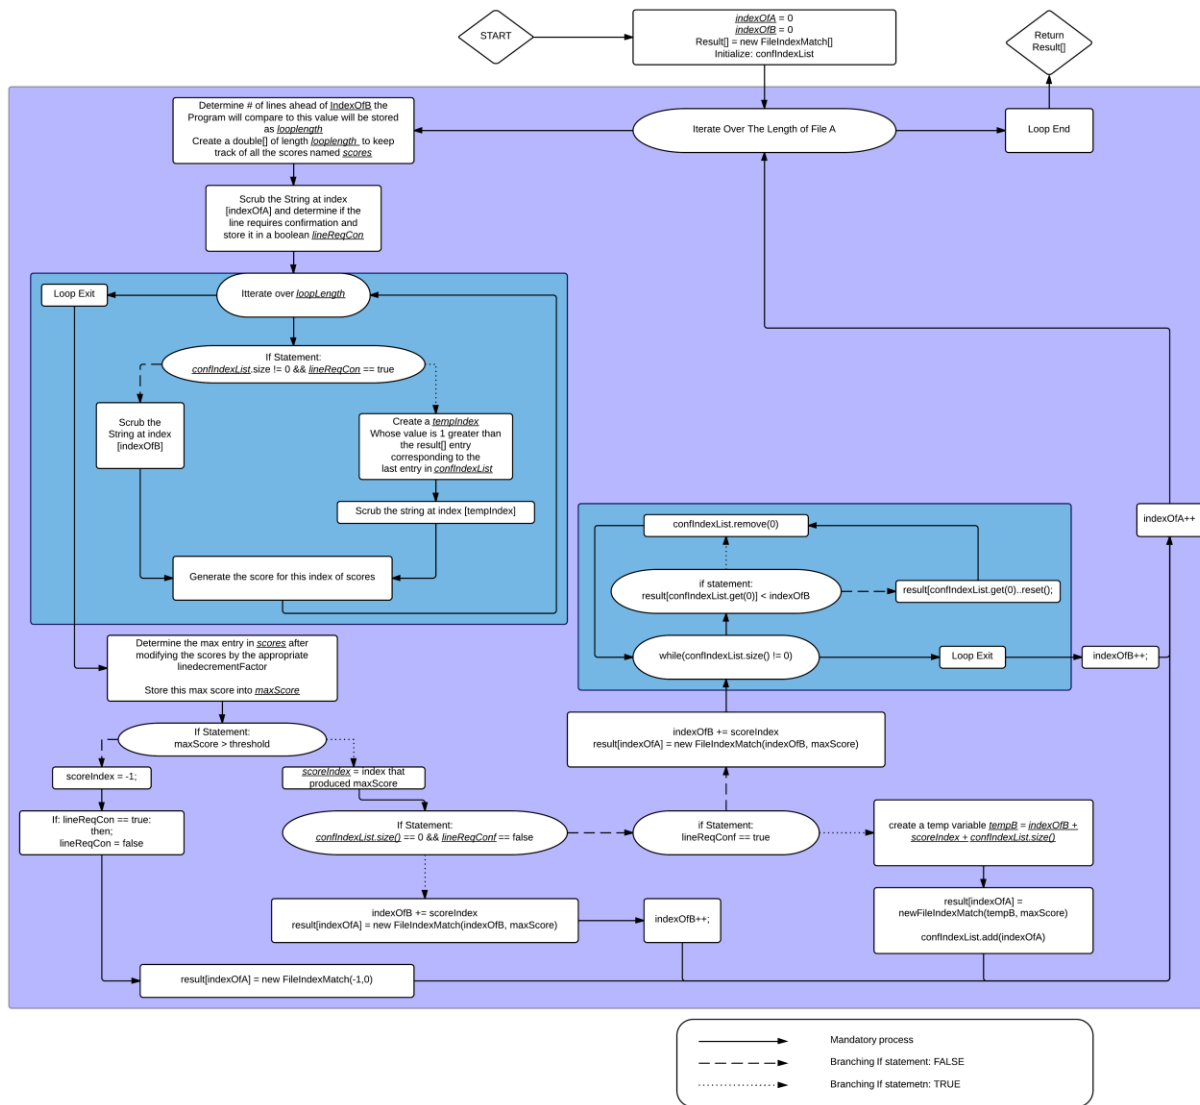 START
indexOfA = 0
indexOfB = 0
Result[] = new FileIndexMatch[]
Initialize: confIndexList
Return
Result[]
Determine # of lines ahead of IndexOfB the
Program will compare to this value will be stored
as looplength
Create a double[] of length looplength to keep
track of all the scores named scores
Iterate Over The Length of File A
Loop End
Scrub the String at index
[indexOfA] and determine if the
line requires confirmation and
store it in a boolean lineReqCon
Loop Exit
Itterate over loopLength
If Statement:
confIndexList.size != 0 && lineReqCon == true
Scrub the
String at index
[indexOfB]
Create a tempIndex
Whose value is 1 greater than
the result[] entry
corresponding to the
last entry in confIndexList
Scrub the string at index [tempIndex]
Generate the score for this index of scores
confIndexList.remove(0)
indexOfA++
if statement:
result[confIndexList.get(0)] < indexOfB
result[confIndexList.get(0)..reset();
while(confIndexList.size() != 0)
Loop Exit
indexOfB++;
Determine the max entry in scores after
modifying the scores by the appropriate
linedecrementFactor
Store this max score into maxScore
If Statement:
maxScore > threshold
indexOfB += scoreIndex
result[indexOfA] = new FileIndexMatch(indexOfB, maxScore)
scoreIndex = -1;
scoreIndex = index that
produced maxScore
If: lineReqCon == true:
then;
lineReqCon = false
If Statement:
confIndexList.size() == 0 && lineReqConf == false
if Statement:
lineReqConf == true
create a temp variable tempB = indexOfB +
scoreIndex + confIndexList.size()
indexOfB += scoreIndex
result[indexOfA] = new FileIndexMatch(indexOfB, maxScore)
indexOfB++;
result[indexOfA] =
newFileIndexMatch(tempB, maxScore)
confIndexList.add(indexOfA)
result[indexOfA] = new FileIndexMatch(-1,0)
Mandatory process
Branching If statement: FALSE
Branching If statemetn: TRUE